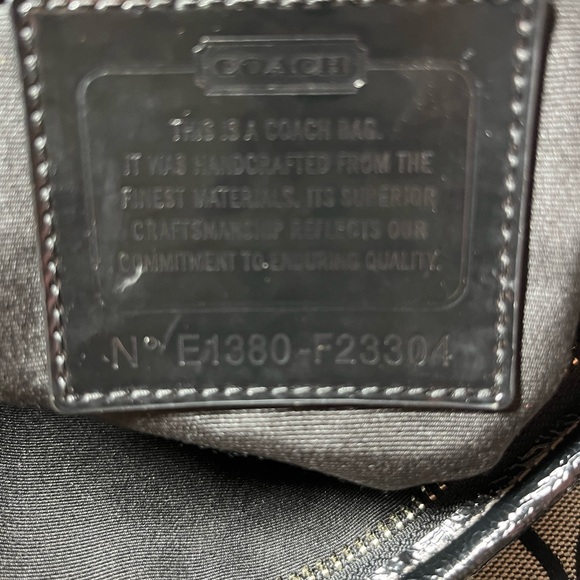 COACH
THIS IS A COACH BAG.
IT WAS HANDCRAFTED FROM THE
FINEST MATERIALS. ITS SUPERIOR
CRAFTSMANSHIP REFLECTS OUR
COMMITMENT TO ENDURING QUALITY.
Nº E1380-F23304